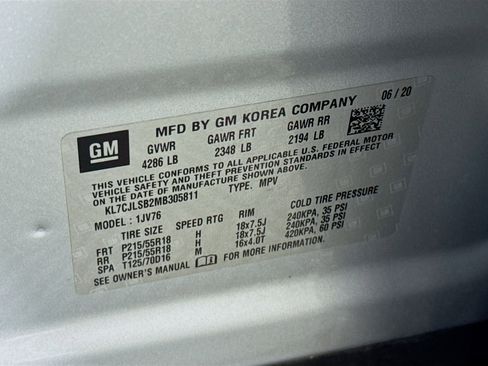 GM
MFD BY GM KOREA COMPANY 06 / 20
GVWR GAWR FRT GAWR RR
4286 LB 2348 LB 2194 LB
THIS VEHICLE CONFORMS TO ALL APPLICABLE U.S. FEDERAL MOTOR
VEHICLE SAFETY AND THEFT PREVENTION STANDARDS IN EFFECT ON
THE DATE OF MANUFACTURE SHOWN ABOVE.
KL7CJLSB2MB305811 TYPE: MPV
MODEL : 1JV76
TIRE SIZE SPEED RTG RIM COLD TIRE PRESSURE
FRT P215/55R18 H 18x7.5J 240KPA, 35 PSI
RR P215/55R18 H 18x7.5J 240KPA, 35 PSI
SPA T125/70D16 M 16x4.0T 420KPA, 60 PSI
SEE OWNER'S MANUAL FOR MORE INFORMATION.